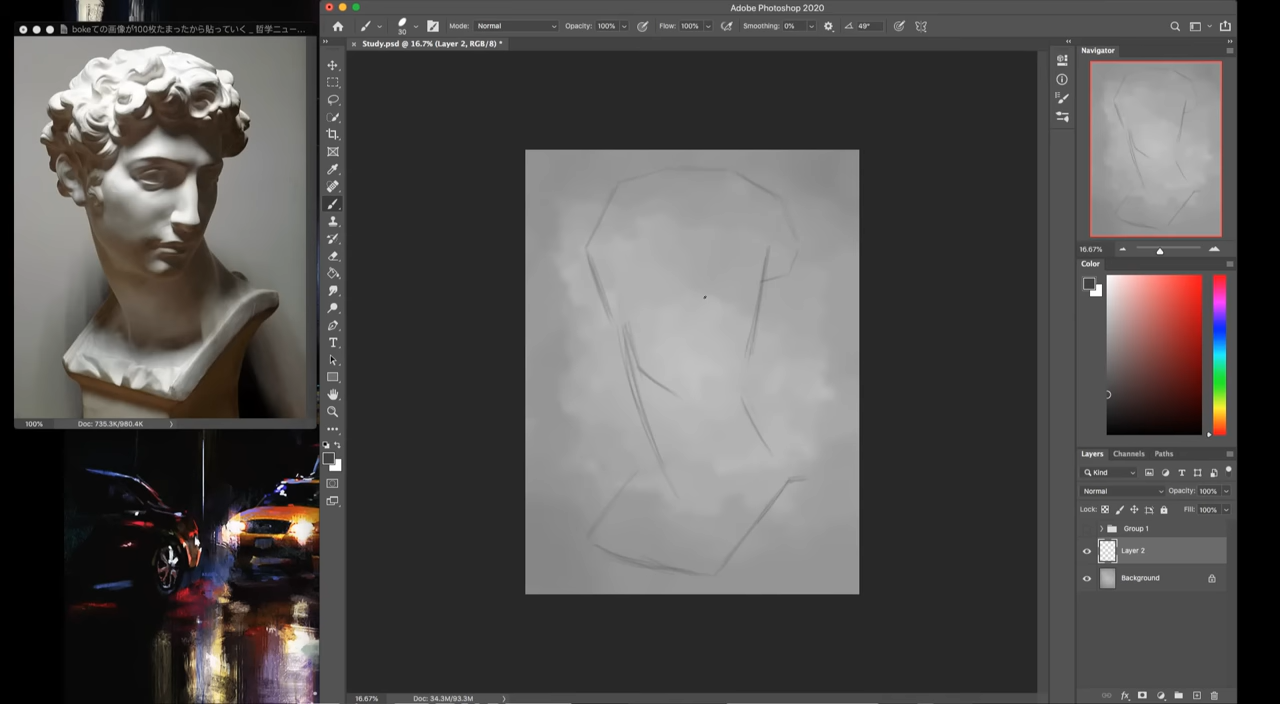 Adobe Photoshop 2020
bokeての画像が100枚たまったから貼っていく _ 哲学ニュー...
30
Mode: Normal
Opacity: 100%
Flow: 100%
Smoothing: 0%
49°
× Study.psd @ 16.7% (Layer 2, RGB/8) *
Navigator
16.67%
Color
Layers Channels Paths
Kind
Normal
Opacity: 100%
Lock:
Fill: 100%
Group 1
Layer 2
Background
fx
100%
Doc: 735.3K/980.4K
16.67%
Doc: 34.3M/93.3M